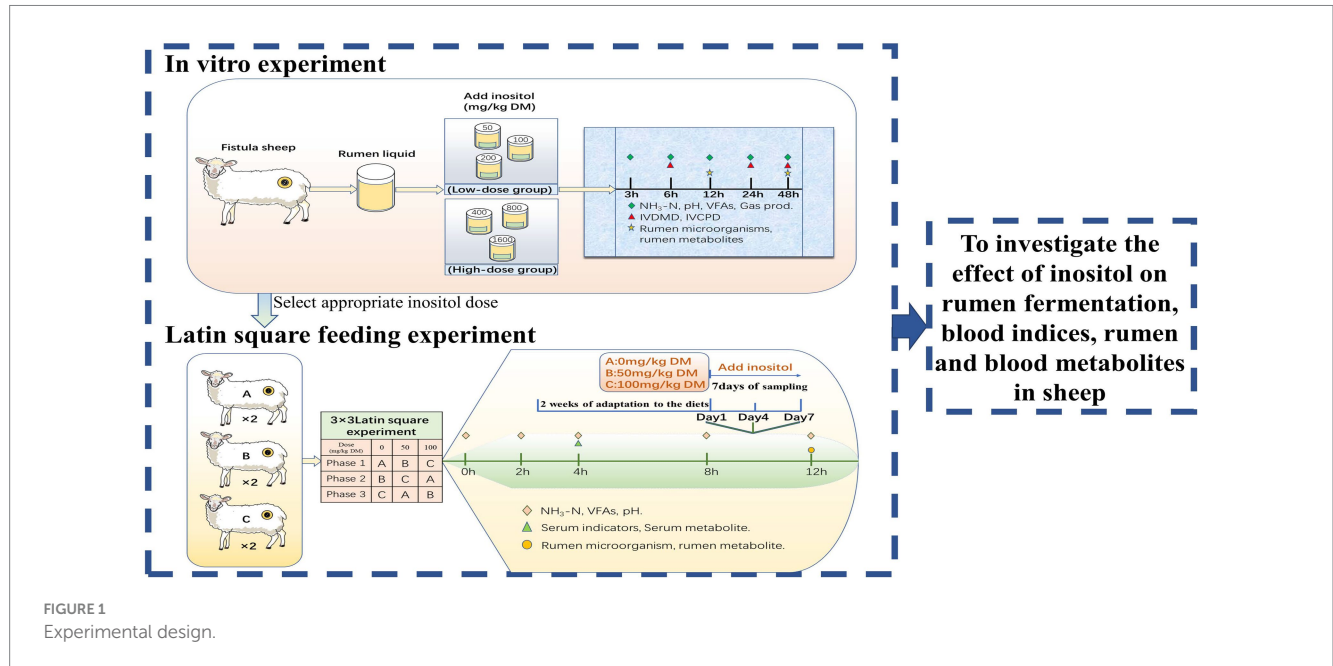 In vitro experiment
Add inositol
(mg/kg DM)
50
100
200
(Low-dose group)
400
800
1600
(High-dose group)
Fistula sheep
Rumen liquid
3h 6h 12h 24h 48h
NH₃-N, pH, VFAs, Gas prod.
IVDMD, IVCPD
Rumen microorganisms,
rumen metabolites
Select appropriate inositol dose
Latin square feeding experiment
A
×2
B
×2
C
×2
3×3Latin square
experiment
Dose
(mg/kg DM) 0 50 100
Phase 1 A B C
Phase 2 B C A
Phase 3 C A B
A:0mg/kg DM
B:50mg/kg DM
C:100mg/kg DM
Add inositol
7days of sampling
2 weeks of adaptation to the diets
Day1 Day4 Day7
0h 2h 4h 8h 12h
NH₃-N, VFAs, pH.
Serum indicators, Serum metabolite.
Rumen microorganism, rumen metabolite.
To investigate the
effect of inositol on
rumen fermentation,
blood indices, rumen
and blood metabolites
in sheep
FIGURE 1
Experimental design.